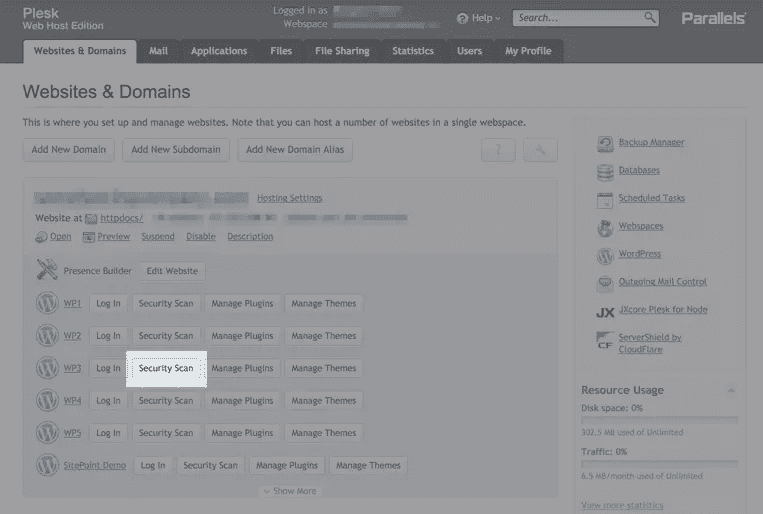 Plesk
Web Host Edition
Logged in as
Webspace
Help
Search...
Parallels
Websites & Domains Mail Applications Files File Sharing Statistics Users My Profile
Websites & Domains
This is where you set up and manage websites. Note that you can host a number of websites in a single webspace.
Add New Domain Add New Subdomain Add New Domain Alias ?
Hosting Settings
Website at httpdocs/
Open Preview Suspend Disable Description
Presence Builder Edit Website
WP1 Log In Security Scan Manage Plugins Manage Themes
WP2 Log In Security Scan Manage Plugins Manage Themes
WP3 Log In Security Scan Manage Plugins Manage Themes
WP4 Log In Security Scan Manage Plugins Manage Themes
WP5 Log In Security Scan Manage Plugins Manage Themes
SitePoint Demo Log In Security Scan Manage Plugins Manage Themes
Show More
Backup Manager
Databases
Scheduled Tasks
Webspaces
WordPress
Outgoing Mail Control
JX JXcore Plesk for Node
CF ServerShield by
CloudFlare
Resource Usage
Disk space: 0%
302.5 MB used of Unlimited
Traffic: 0%
6.5 MB/month used of Unlimited
View more statistics